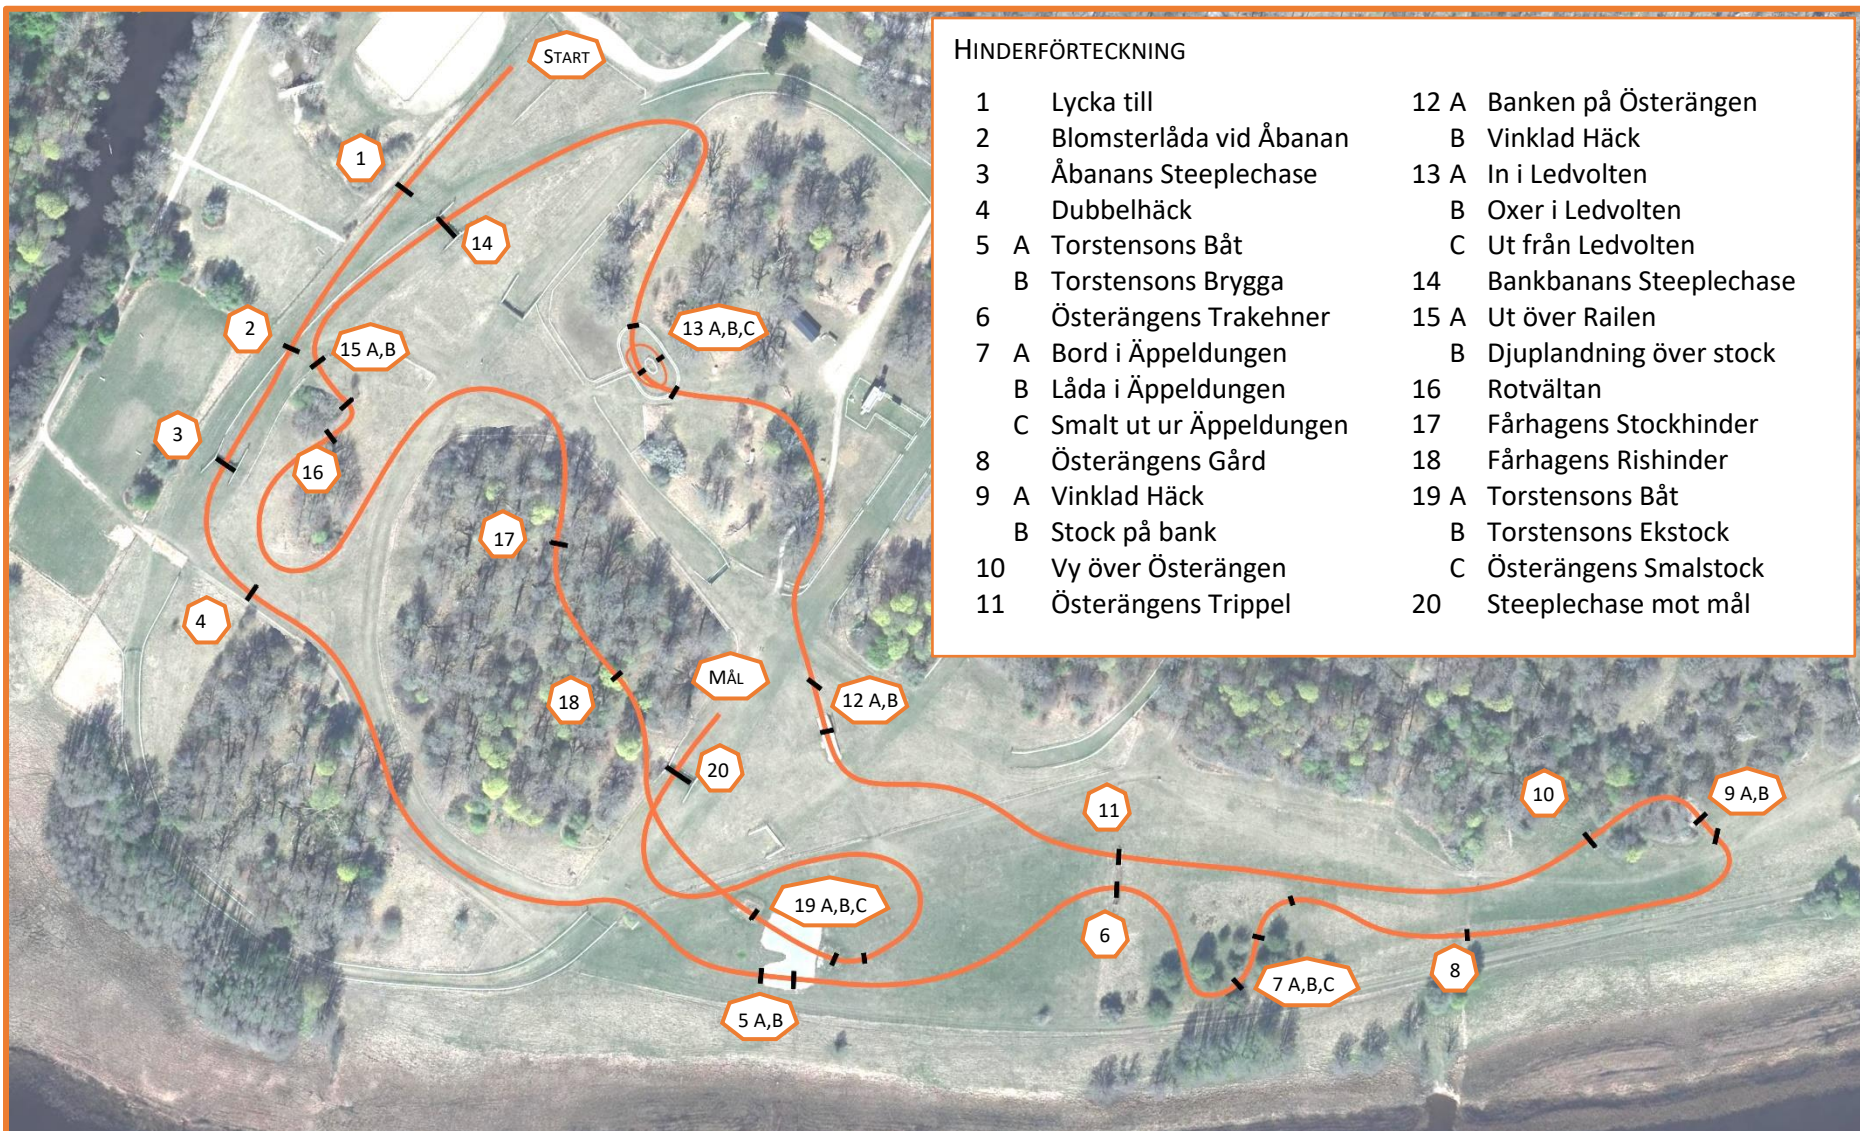 START
1
14
2
15 A,B
13 A,B,C
3
16
17
4
MÅL
18
12 A,B
20
11
10
9 A,B
19 A,B,C
6
8
7 A,B,C
5 A,B
HINDERFÖRTECKNING
1 Lycka till
2 Blomsterlåda vid Åbanan
3 Åbanans Steeplechase
4 Dubbelhäck
5 A Torstensons Båt
B Torstensons Brygga
6 Österängens Trakehner
7 A Bord i Äppeldungen
B Låda i Äppeldungen
C Smalt ut ur Äppeldungen
8 Österängens Gård
9 A Vinklad Häck
B Stock på bank
10 Vy över Österängen
11 Österängens Trippel
12 A Banken på Österängen
B Vinklad Häck
13 A In i Ledvolten
B Oxer i Ledvolten
C Ut från Ledvolten
14 Bankbanans Steeplechase
15 A Ut över Railen
B Djuplandning över stock
16 Rotvältan
17 Fårhagens Stockhinder
18 Fårhagens Rishinder
19 A Torstensons Båt
B Torstensons Ekstock
C Österängens Smalstock
20 Steeplechase mot mål